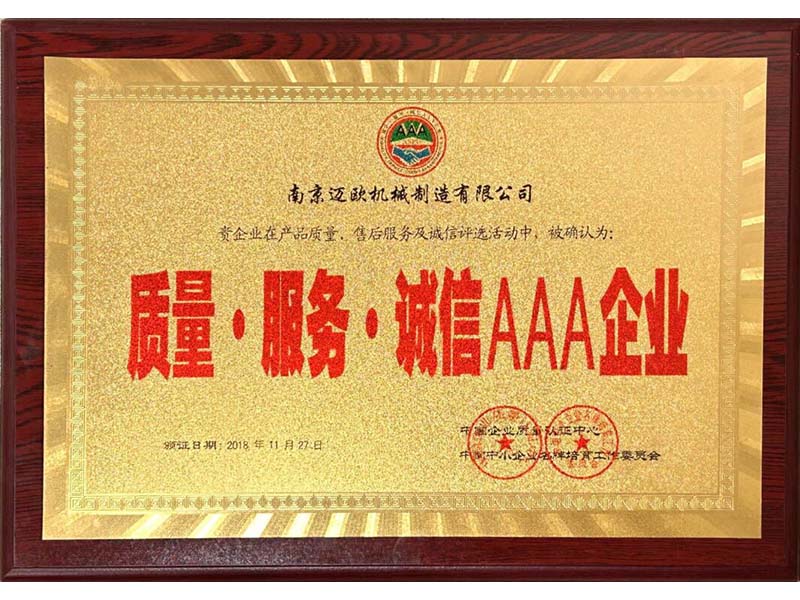 AAA
南京迈欧机械制造有限公司
贵企业在产品质量、售后服务及诚信评选活动中，被确认为：
质量·服务·诚信AAA企业
颁证日期：2018 年 11 月 27 日
中国企业质量认证中心
中国中小企业名牌培育工作委员会